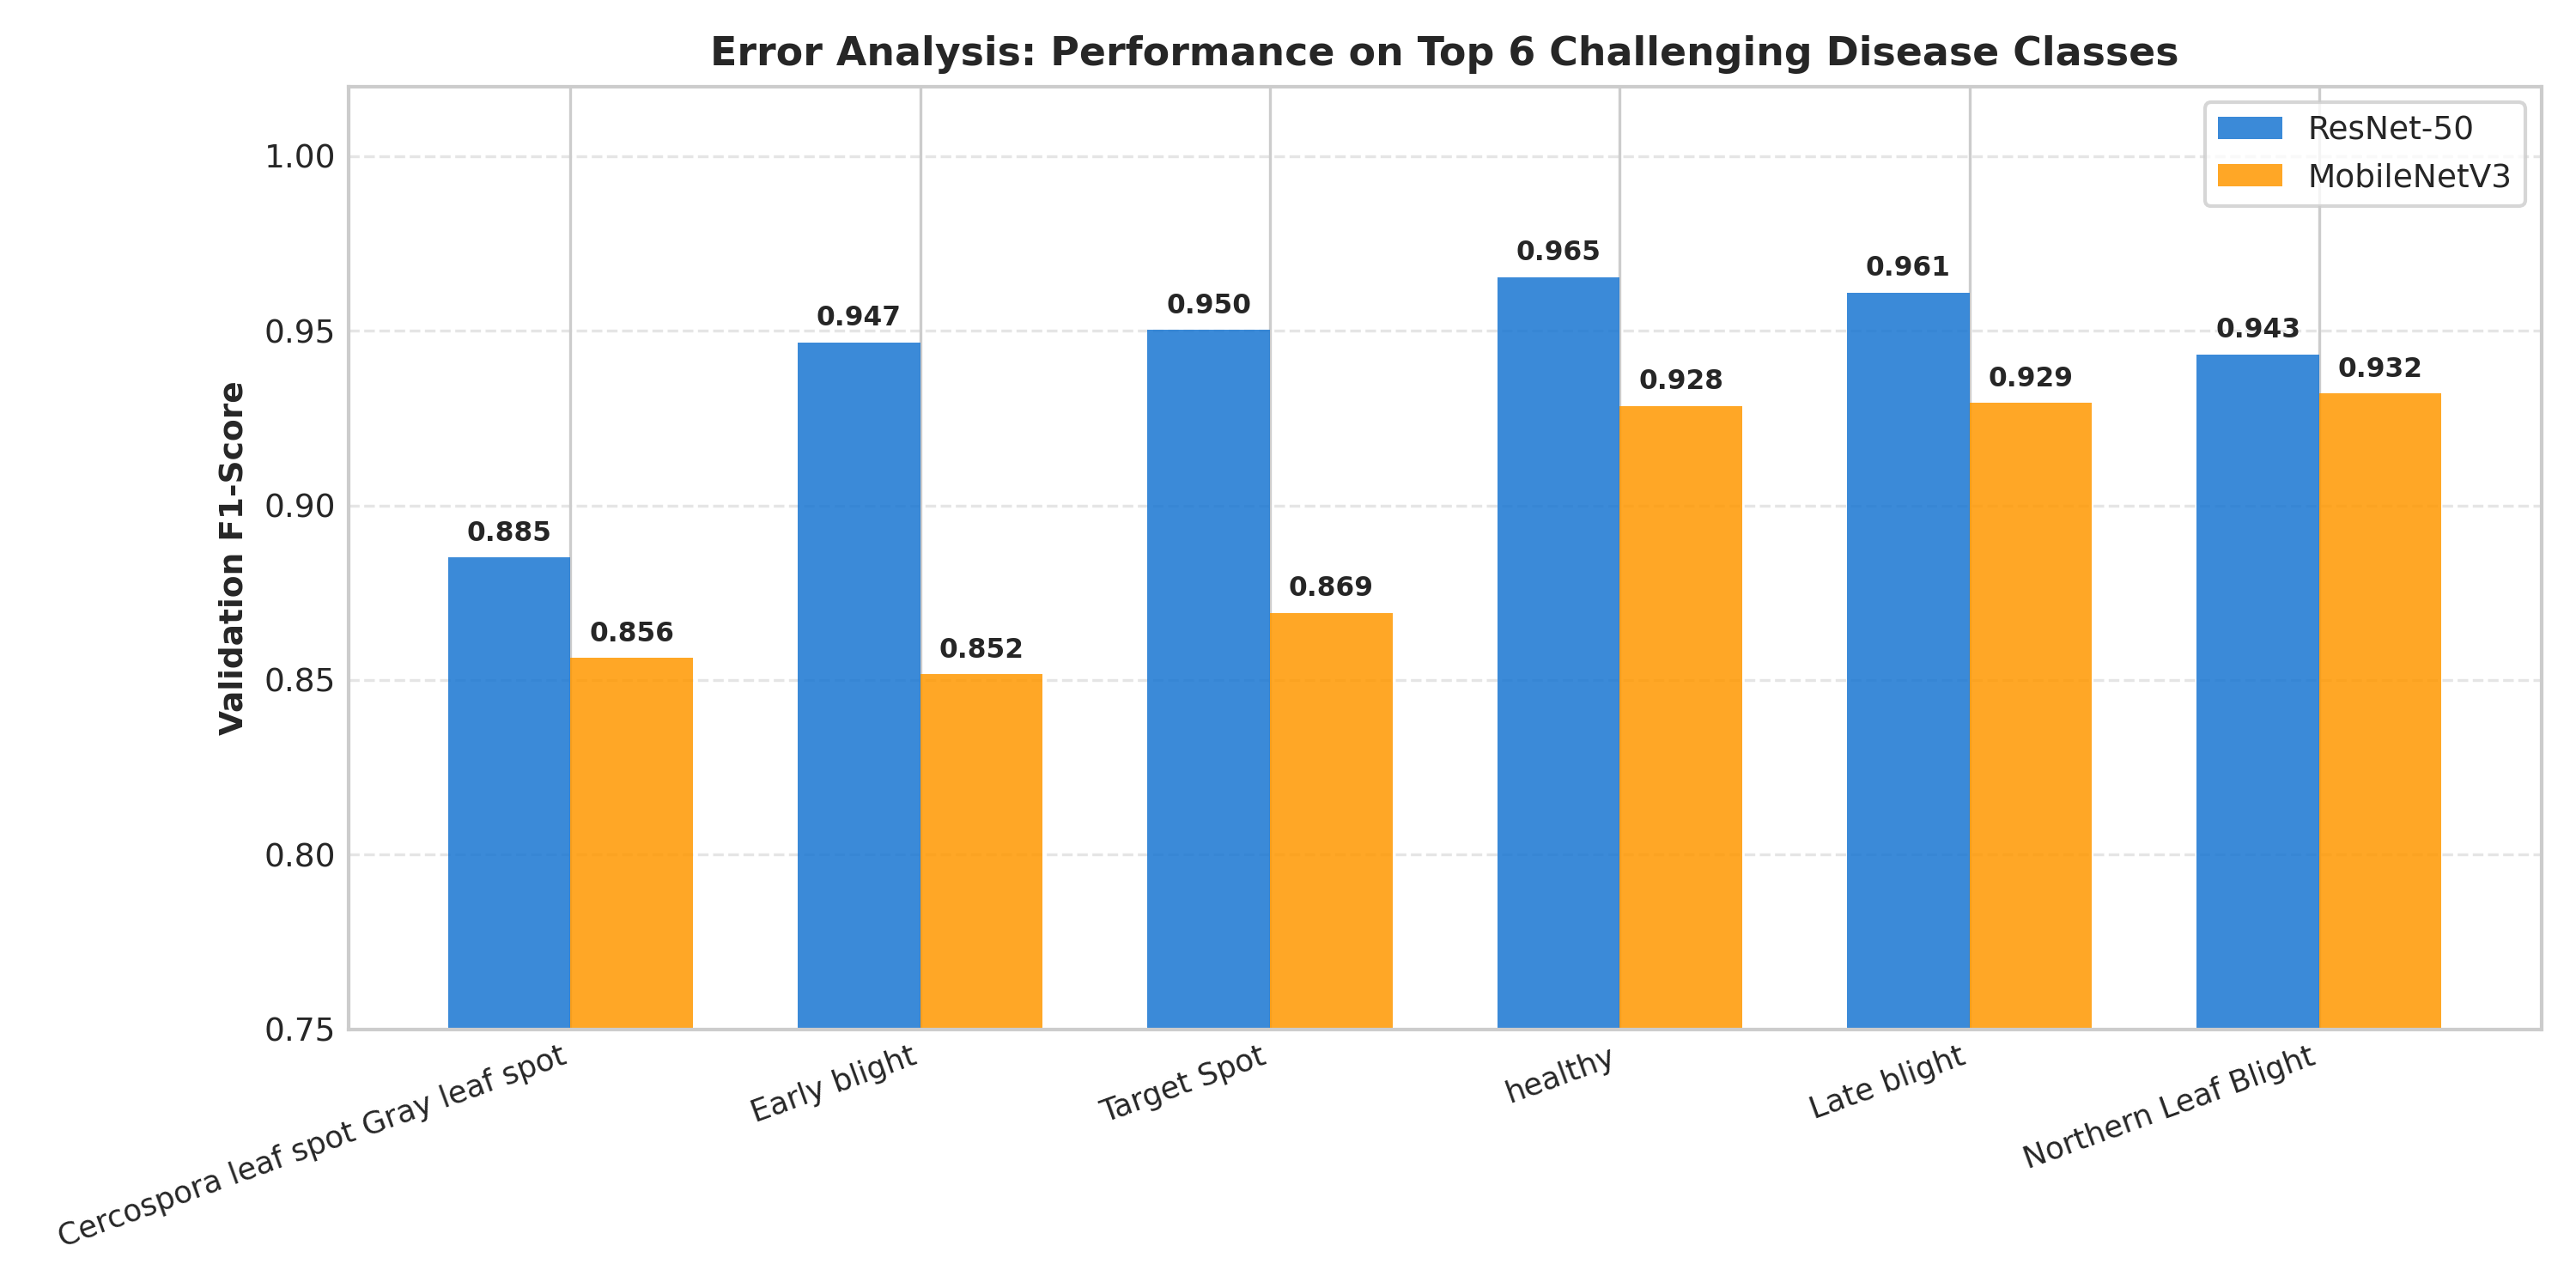 Error Analysis: Performance on Top 6 Challenging Disease Classes
ResNet-50
MobileNetV3
Validation F1-Score
1.00
0.95
0.90
0.85
0.80
0.75
0.885
0.856
0.947
0.852
0.950
0.869
0.965
0.928
0.961
0.929
0.943
0.932
Cercospora leaf spot Gray leaf spot
Early blight
Target Spot
healthy
Late blight
Northern Leaf Blight